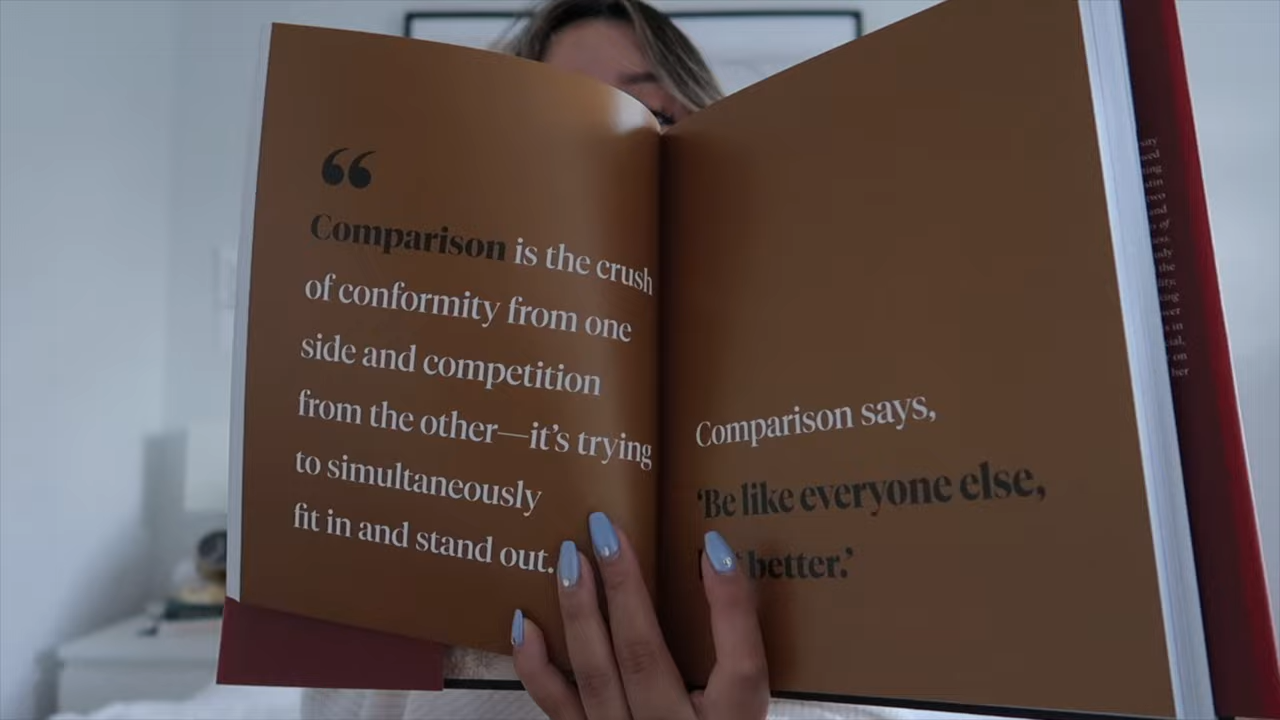 “
Comparison is the crush
of conformity from one
side and competition
from the other—it’s trying
to simultaneously
fit in and stand out.
Comparison says,
‘Be like everyone else,
better.’